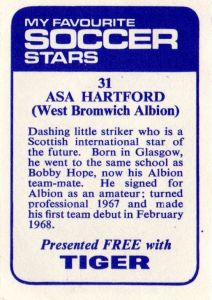 MY FAVOURITE
SOCCER
STARS
31
ASA HARTFORD
(West Bromwich Albion)
Dashing little striker who is a
Scottish international star of
the future. Born in Glasgow,
he went to the same school as
Bobby Hope, now his Albion
team-mate. He signed for
Albion as an amateur; turned
professional 1967 and made
his first team debut in February
1968.
Presented FREE with
TIGER